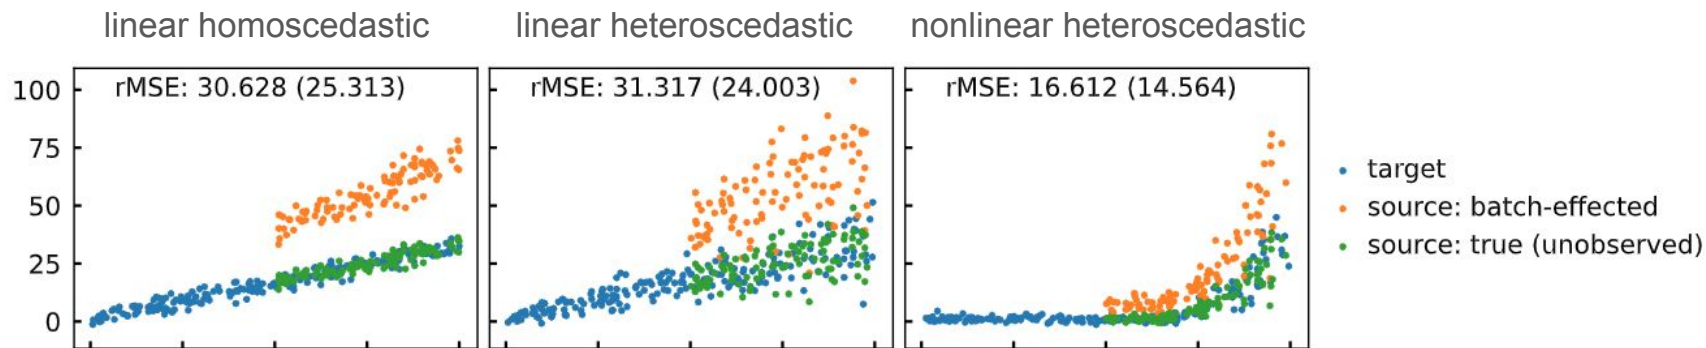 linear homoscedastic
linear heteroscedastic
nonlinear heteroscedastic
rMSE: 30.628 (25.313)
rMSE: 31.317 (24.003)
rMSE: 16.612 (14.564)
100
75
50
25
0
target
source: batch-effected
source: true (unobserved)